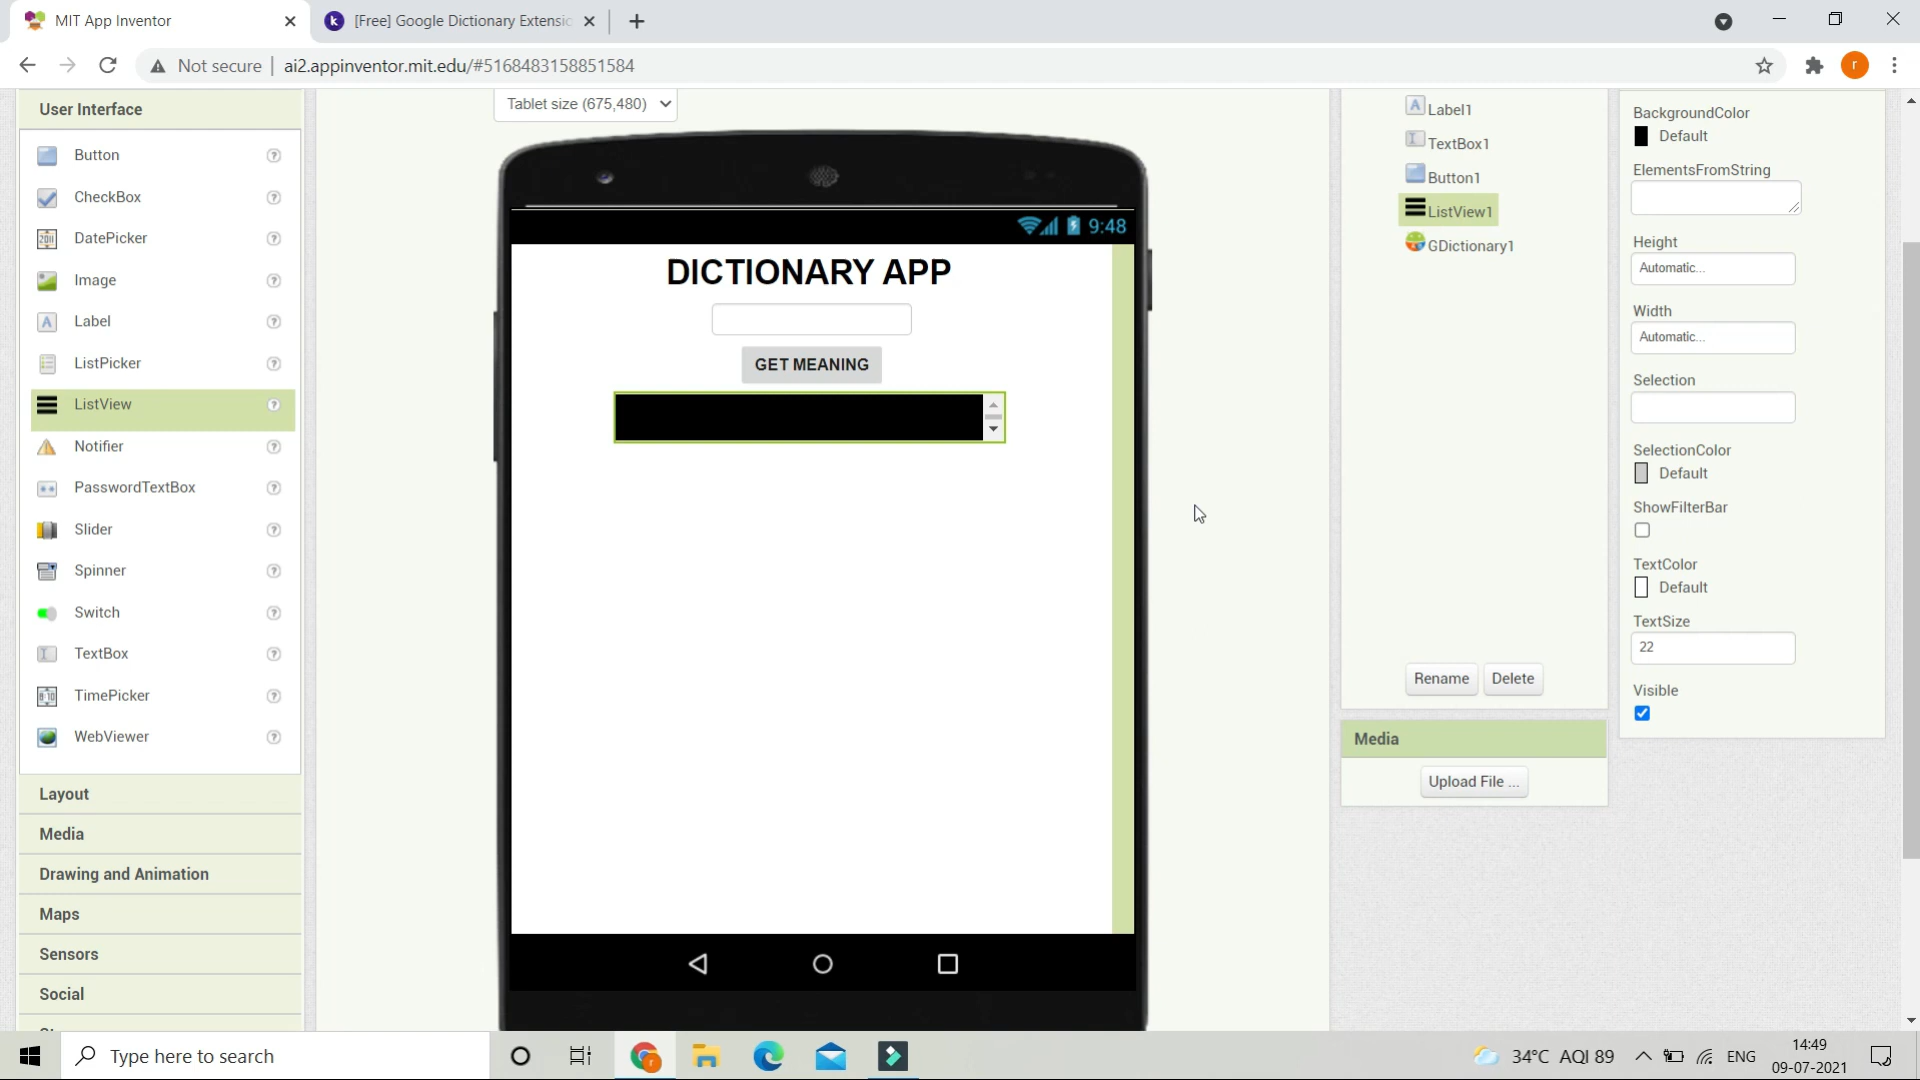 MIT App Inventor
[Free] Google Dictionary Extensio
Not secure
ai2.appinventor.mit.edu/#5168483158851584
r
User Interface
Button
CheckBox
DatePicker
Image
Label
ListPicker
ListView
Notifier
PasswordTextBox
Slider
Spinner
Switch
TextBox
TimePicker
WebViewer
Layout
Media
Drawing and Animation
Maps
Sensors
Social
Tablet size (675,480)
9:48
DICTIONARY APP
GET MEANING
Label1
TextBox1
Button1
ListView1
GDictionary1
Rename
Delete
Media
Upload File ...
BackgroundColor
Default
ElementsFromString
Height
Automatic...
Width
Automatic...
Selection
SelectionColor
Default
ShowFilterBar
TextColor
Default
TextSize
22
Visible
Type here to search
34°C AQI 89
ENG
14:49
09-07-2021